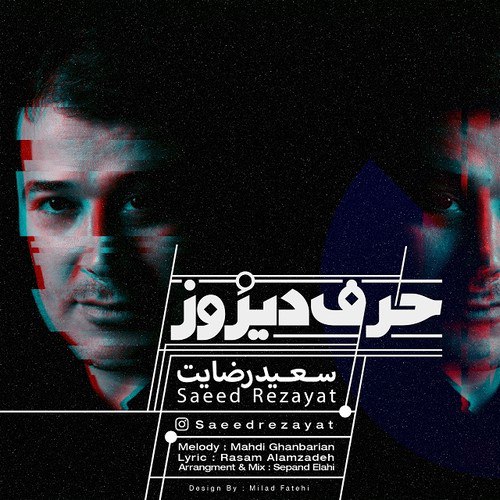 حرف دیروز
سعید رضایت
Saeed Rezayat
Saeedrezayat
Melody : Mahdi Ghanbarian
Lyric : Rasam Alamzadeh
Arrangment & Mix : Sepand Elahi
Design By : Milad Fatehi